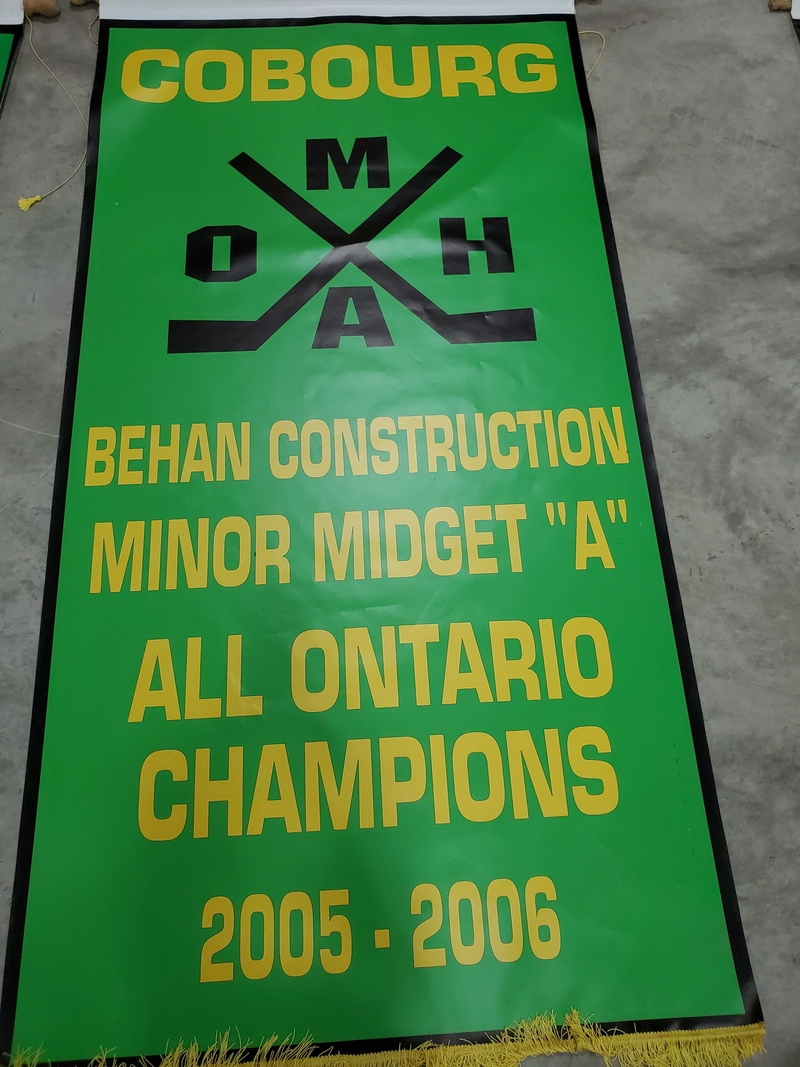 COBOURG
M
O H
A
BEHAN CONSTRUCTION
MINOR MIDGET "A"
ALL ONTARIO
CHAMPIONS
2005 - 2006